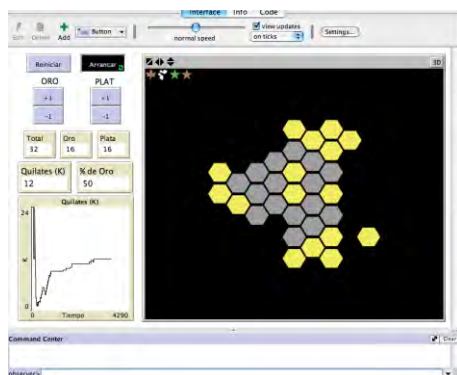 Interface Info Code
Edit Delete Add Button normal speed view updates on ticks Settings...
Reiniciar Arrancar 3D
ORO PLAT
+1 +1
-1 -1
Total Oro Plata
32 16 16
Quilates (K) % de Oro
12 50
Quilates (K)
24
K
0
0 Tiempo 4290
Command Center Clear
observer>